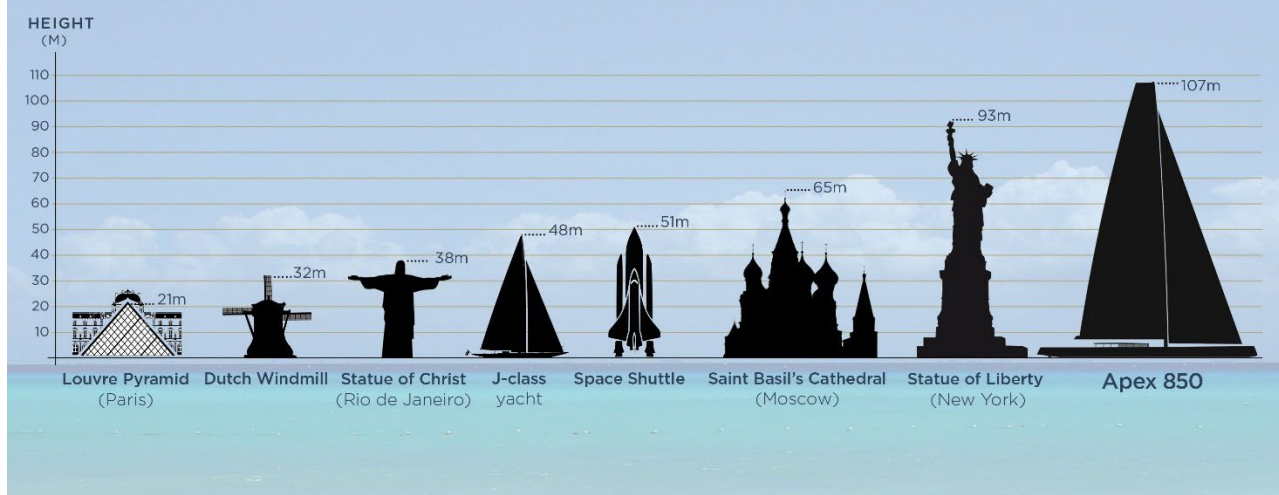 HEIGHT
(M)
110
100
90
80
70
60
50
40
30
20
10
21m
32m
38m
48m
51m
65m
93m
107m
Louvre Pyramid
(Paris)
Dutch Windmill
Statue of Christ
(Rio de Janeiro)
J-class
yacht
Space Shuttle
Saint Basil's Cathedral
(Moscow)
Statue of Liberty
(New York)
Apex 850